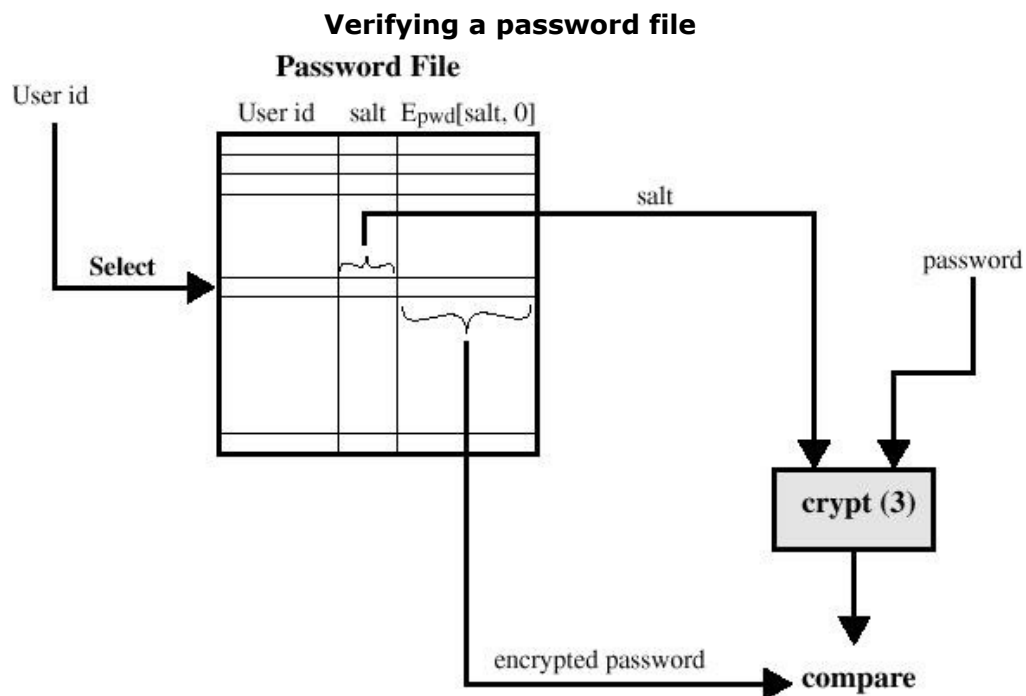 Verifying a password file
Password File
User id
User id salt Epwd[salt, 0]
salt
Select
password
crypt (3)
encrypted password
compare